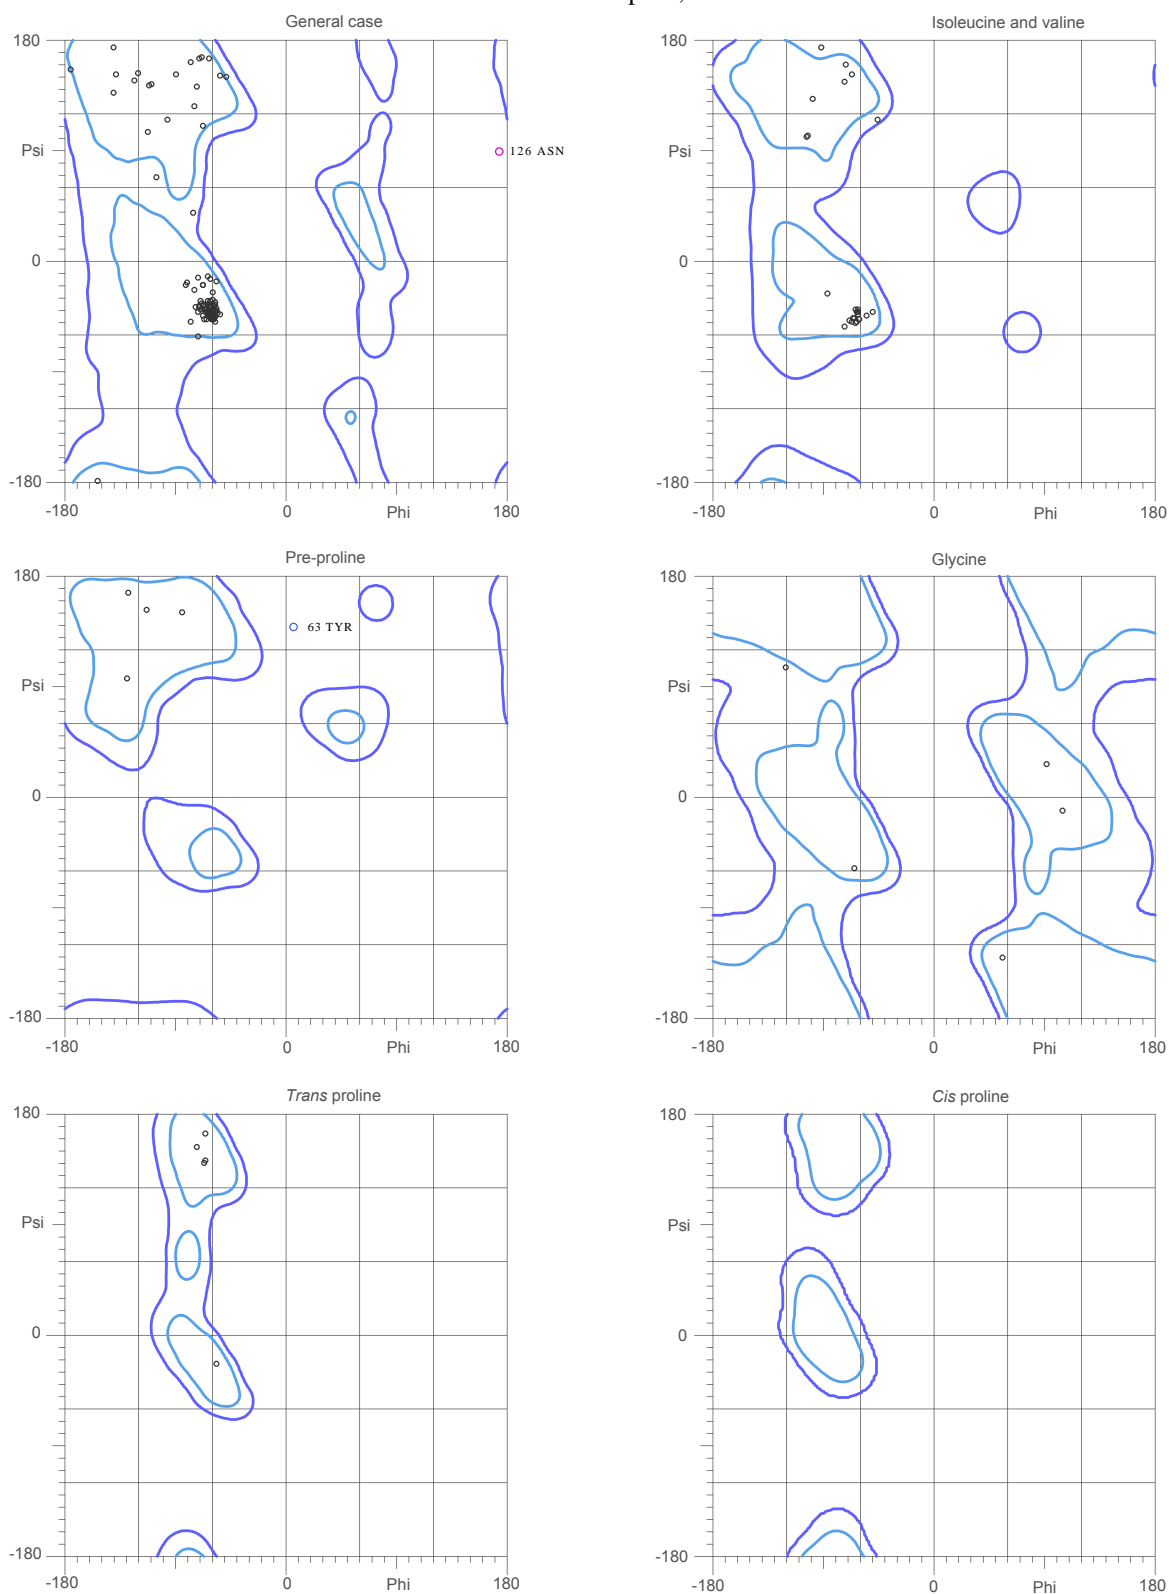 General case
Isoleucine and valine
180
180
Psi
126 ASN
Psi
0
0
-180
-180
-180
0
Phi
180
-180
0
Phi
180
Pre-proline
Glycine
180
180
63 TYR
Psi
Psi
0
0
-180
-180
-180
0
Phi
180
-180
0
Phi
180
Trans proline
Cis proline
180
180
Psi
Psi
0
0
-180
-180
-180
0
Phi
180
-180
0
Phi
180